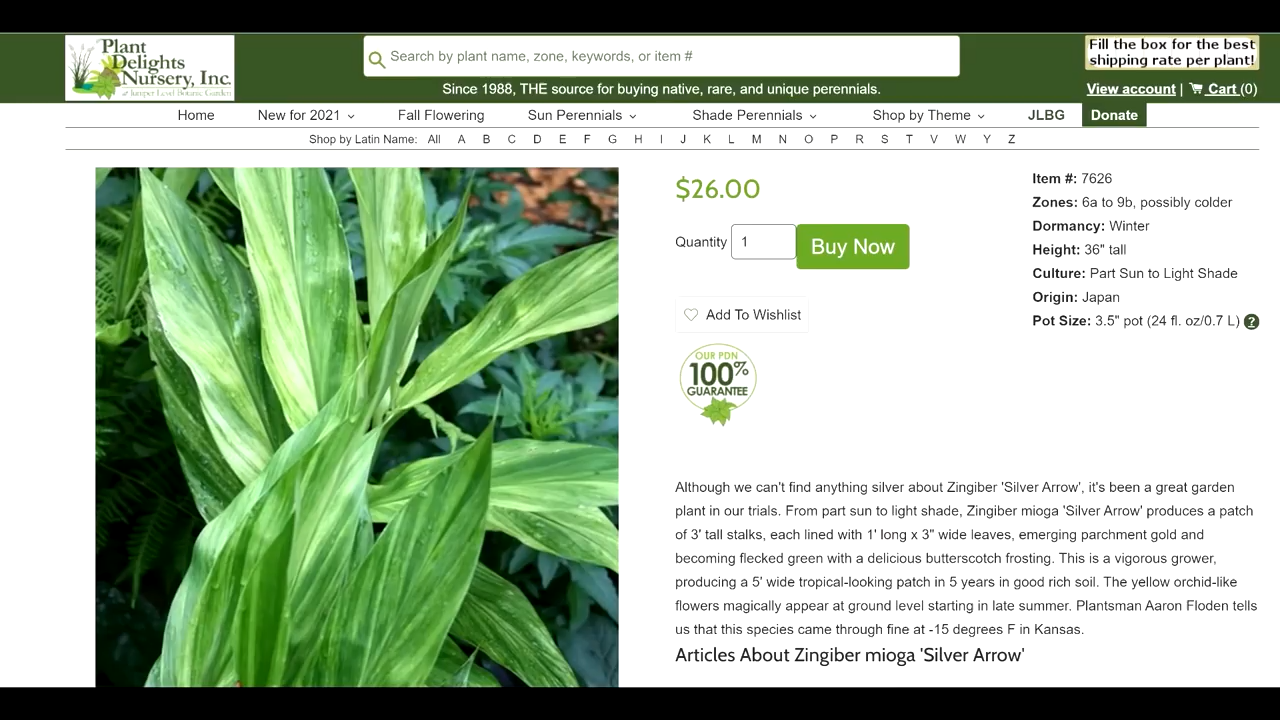 Plant
Delights
Nursery, Inc.
at Juniper Level Botanic Garden
Search by plant name, zone, keywords, or item #
Since 1988, THE source for buying native, rare, and unique perennials.
Fill the box for the best
shipping rate per plant!
View account | Cart (0)
Home New for 2021 Fall Flowering Sun Perennials Shade Perennials Shop by Theme JLBG Donate
Shop by Latin Name: All A B C D E F G H I J K L M N O P R S T V W Y Z
$26.00
Quantity 1 Buy Now
Add To Wishlist
OUR PDN
100%
GUARANTEE
Item #: 7626
Zones: 6a to 9b, possibly colder
Dormancy: Winter
Height: 36" tall
Culture: Part Sun to Light Shade
Origin: Japan
Pot Size: 3.5" pot (24 fl. oz/0.7 L) ?
Although we can't find anything silver about Zingiber 'Silver Arrow', it's been a great garden
plant in our trials. From part sun to light shade, Zingiber mioga 'Silver Arrow' produces a patch
of 3' tall stalks, each lined with 1' long x 3" wide leaves, emerging parchment gold and
becoming flecked green with a delicious butterscotch frosting. This is a vigorous grower,
producing a 5' wide tropical-looking patch in 5 years in good rich soil. The yellow orchid-like
flowers magically appear at ground level starting in late summer. Plantsman Aaron Floden tells
us that this species came through fine at -15 degrees F in Kansas.
Articles About Zingiber mioga 'Silver Arrow'